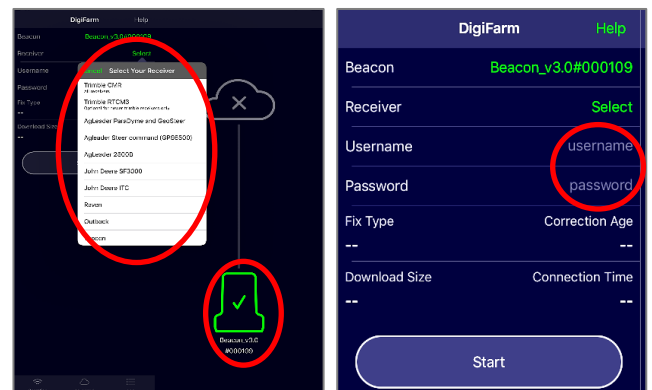 DigiFarm Help
Beacon Beacon_v3.0#000109
Receiver Select
Username
Password
Fix Type
--
Download Size
--
Cancel Select Your Receiver
Trimble CMR
All receivers
Trimble RTCM3
AgLeader ParaDyme and GeoSteer
Agleader Steer command (GPS6500)
AgLeader 2800B
John Deere SF3000
John Deere ITC
Raven
Outback
Beacon_v3.0
#000109
DigiFarm Help
Beacon Beacon_v3.0#000109
Receiver Select
Username username
Password password
Fix Type Correction Age
-- --
Download Size Connection Time
-- --
Start